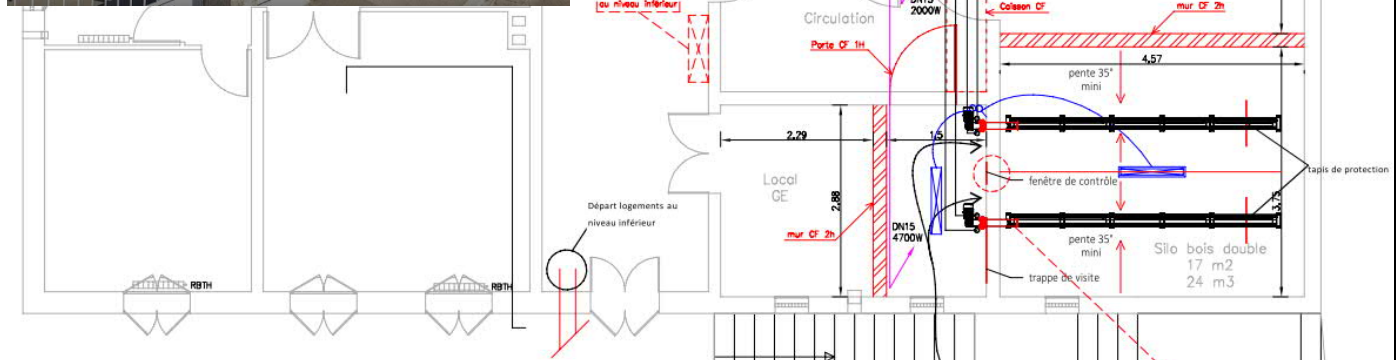 au niveau inférieur
DN15
2000W
Caisson CF
mur CF 2h
Circulation
Porte CF 1H
4.57
pente 35°
mini
2.29
1.5
tapis de protection
Local
GE
fenêtre de contrôle
2.88
3.75
Départ logements au
niveau inférieur
mur CF 2h
DN15
4700W
pente 35°
mini
Silo bois double
17 m2
24 m3
trappe de visite
RBTH
RBTH